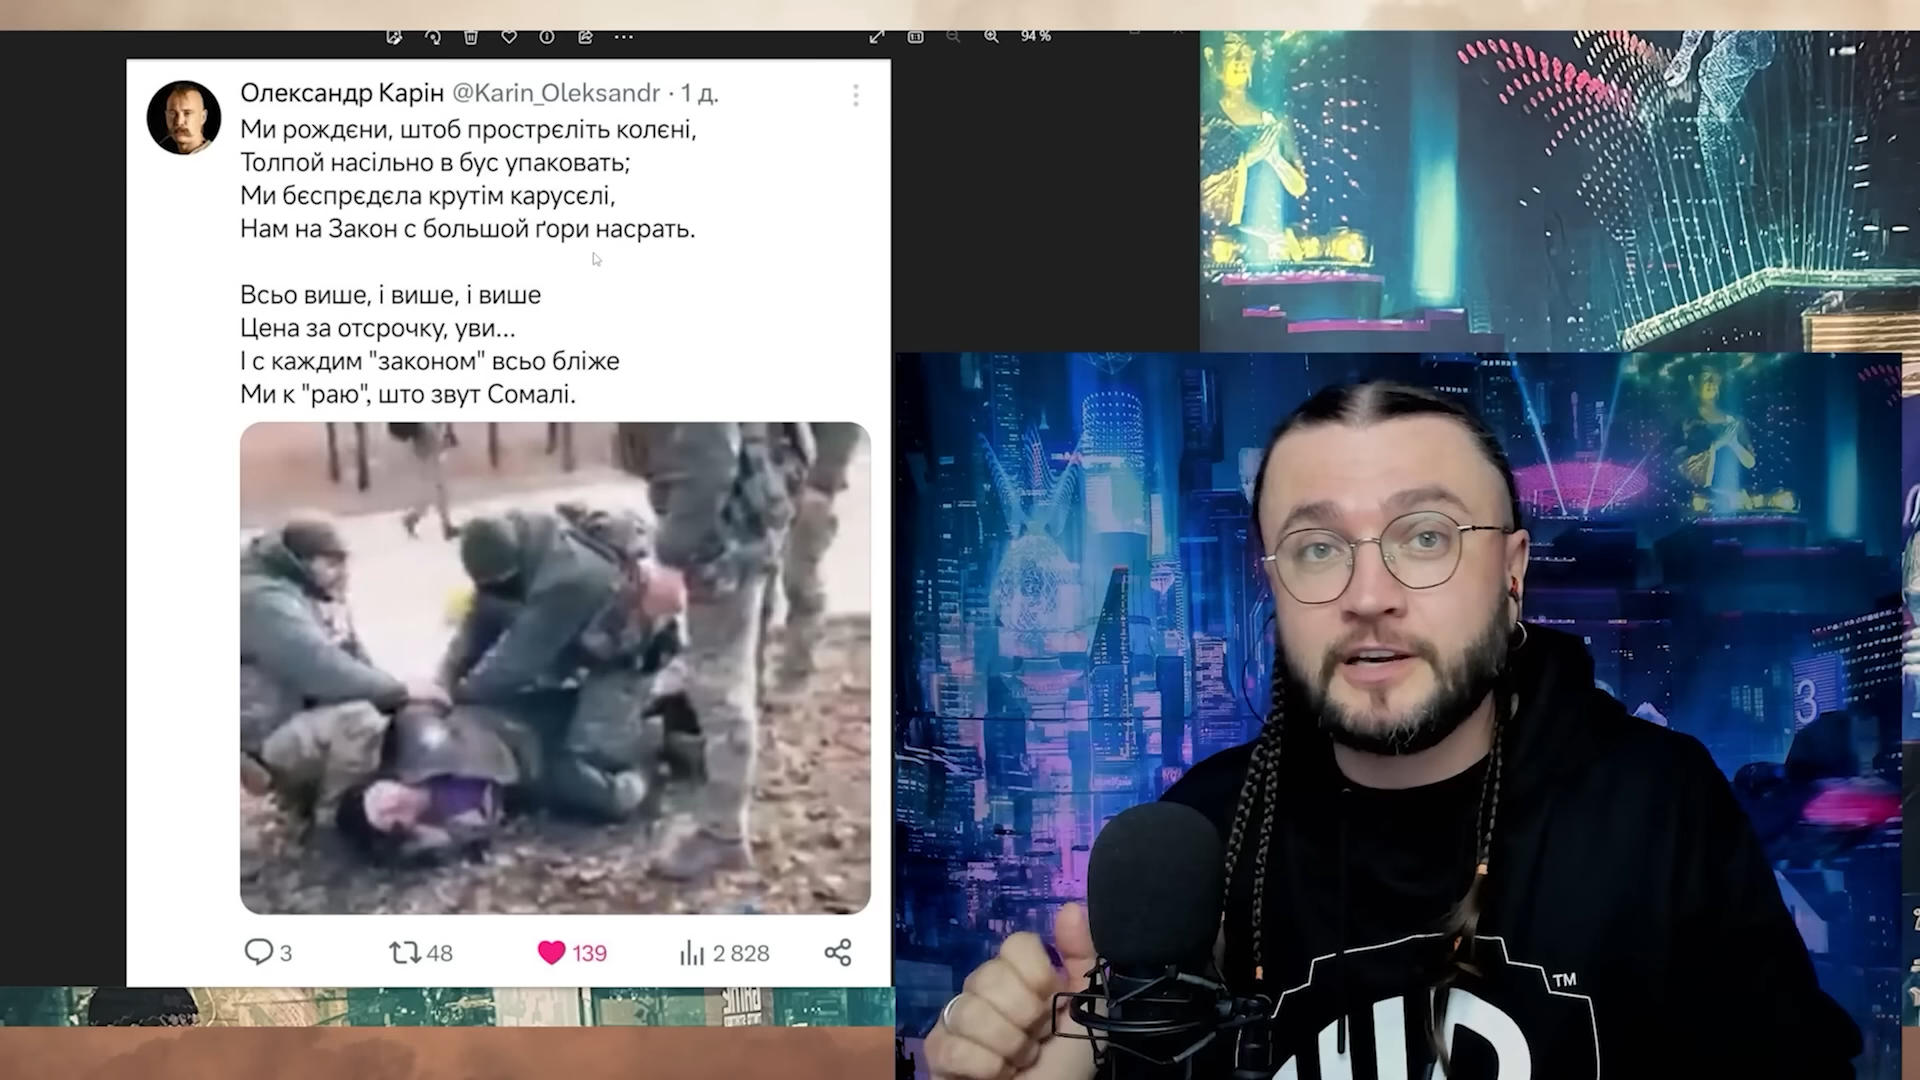 94 %
Олександр Карін @Karin_Oleksandr · 1 д.
Ми рождєни, штоб прострєліть колєні,
Толпой насільно в бус упаковать;
Ми бєспрєдєла крутім карусєлі,
Нам на Закон с большой ґори насрать.
Всьо више, і више, і више
Цена за отсрочку, уви...
І с каждим "законом" всьо бліже
Ми к "раю", што звут Сомалі.
3
48
139
2 828
3
TM